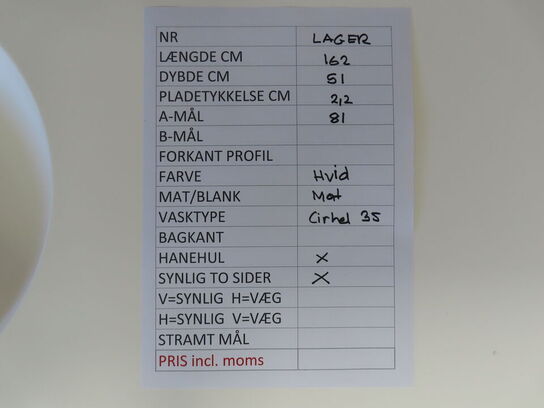 NR LAGER
LÆNGDE CM 162
DYBDE CM 51
PLADETYKKELSE CM 2,2
A-MÅL 81
B-MÅL
FORKANT PROFIL
FARVE Hvid
MAT/BLANK Mat
VASKTYPE Cirkel 35
BAGKANT
HANEHUL X
SYNLIG TO SIDER X
V=SYNLIG H=VÆG
H=SYNLIG V=VÆG
STRAMT MÅL
PRIS incl. moms